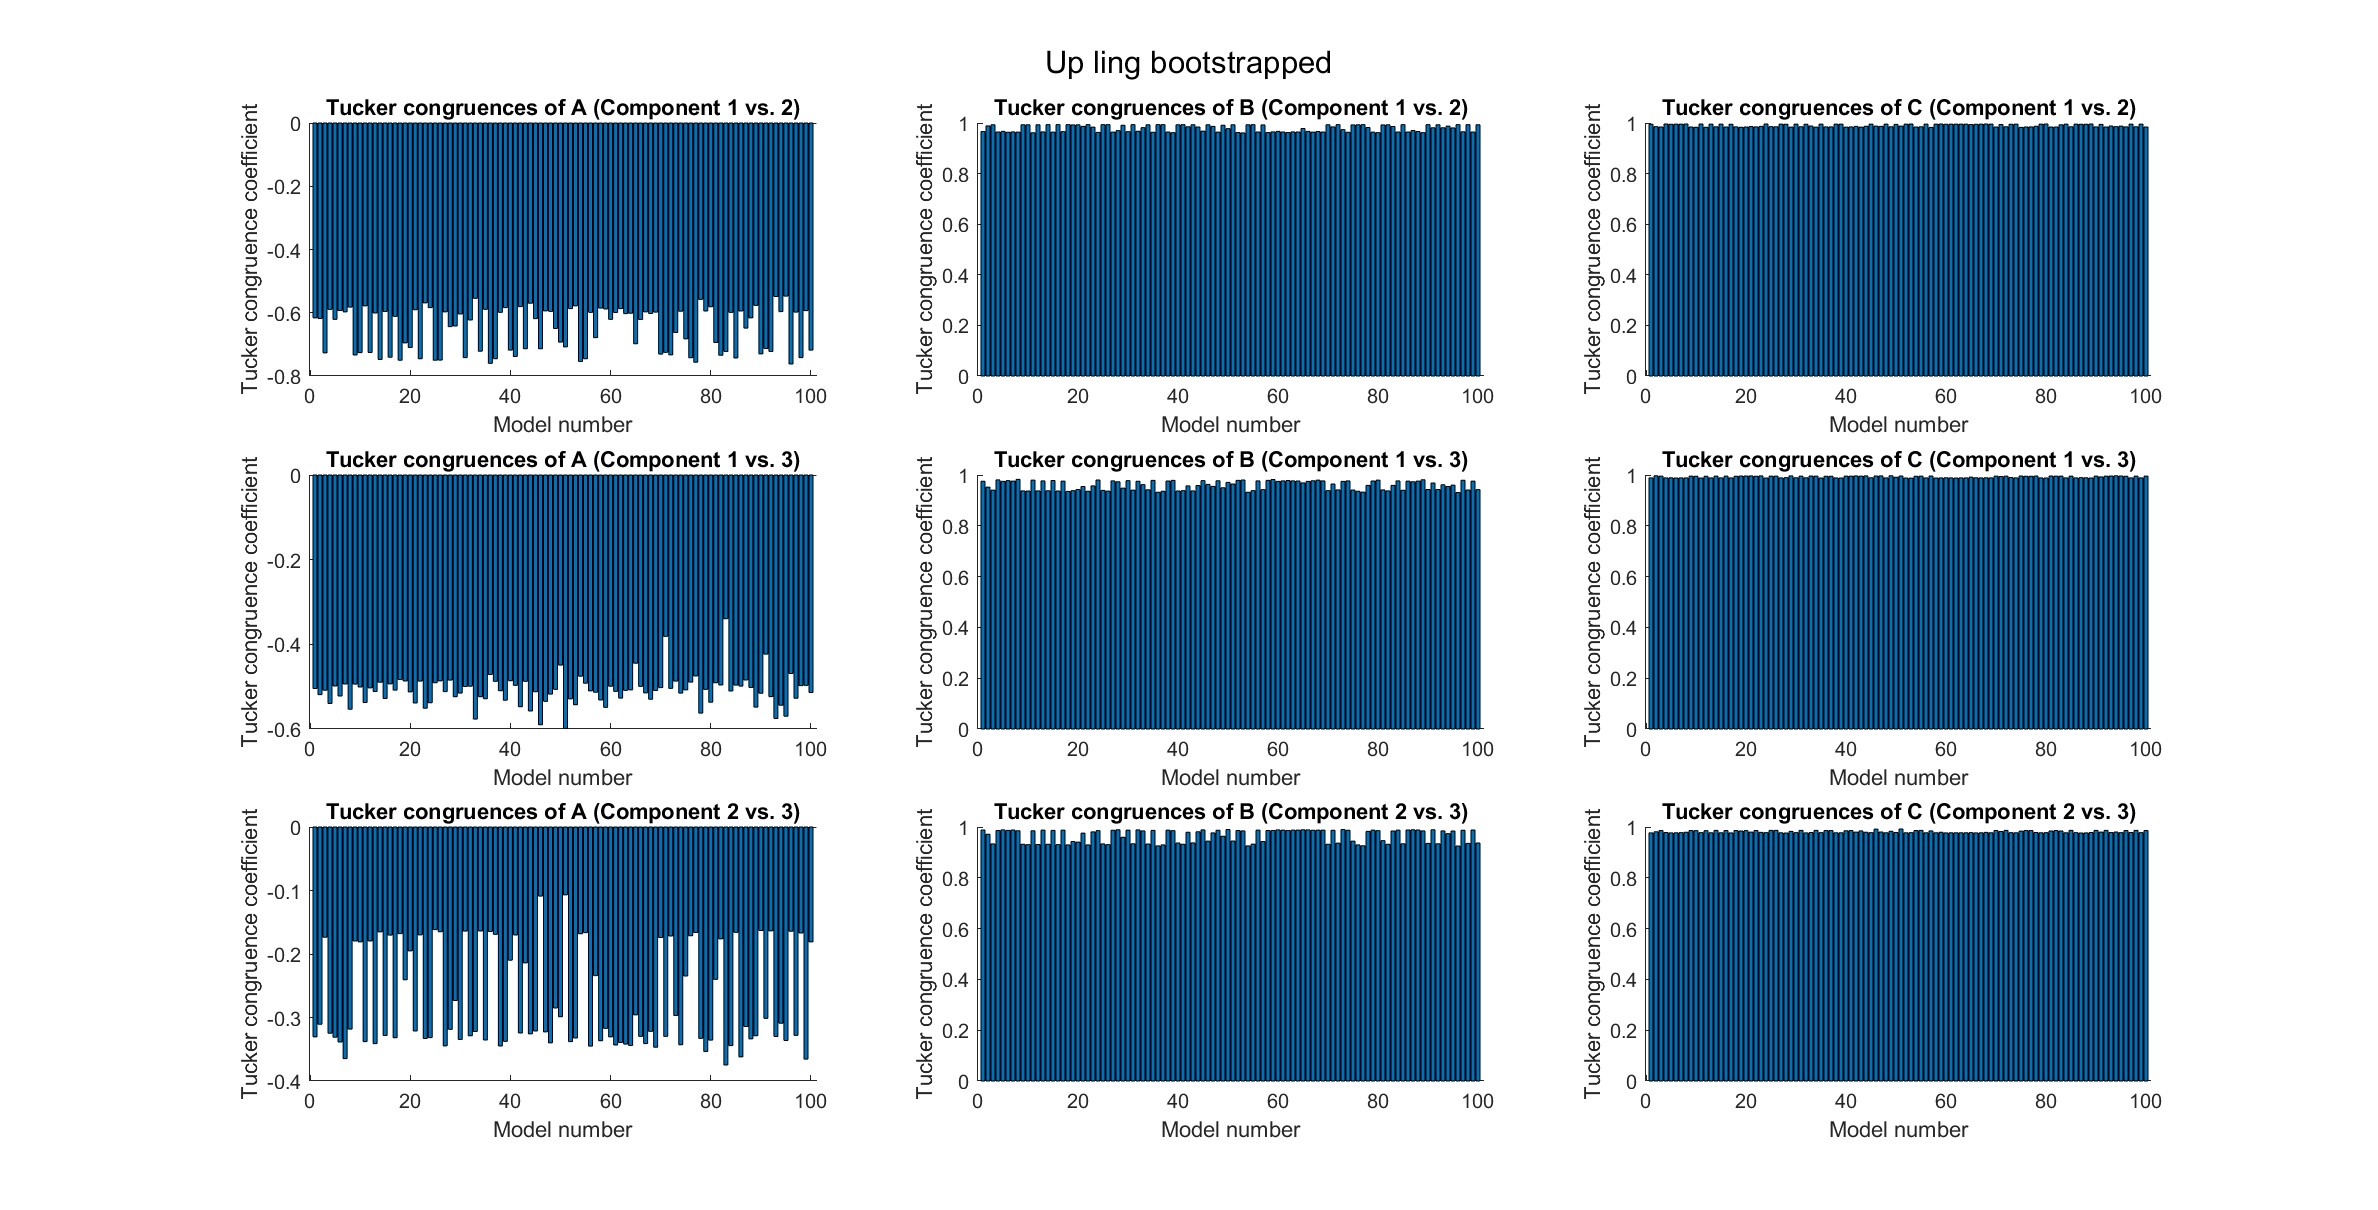 Up ling bootstrapped
Tucker congruences of A (Component 1 vs. 2)
Tucker congruence coefficient
0
-0.2
-0.4
-0.6
-0.8
0 20 40 60 80 100
Model number
Tucker congruences of B (Component 1 vs. 2)
Tucker congruence coefficient
1
0.8
0.6
0.4
0.2
0
0 20 40 60 80 100
Model number
Tucker congruences of C (Component 1 vs. 2)
Tucker congruence coefficient
1
0.8
0.6
0.4
0.2
0
0 20 40 60 80 100
Model number
Tucker congruences of A (Component 1 vs. 3)
Tucker congruence coefficient
0
-0.2
-0.4
-0.6
0 20 40 60 80 100
Model number
Tucker congruences of B (Component 1 vs. 3)
Tucker congruence coefficient
1
0.8
0.6
0.4
0.2
0
0 20 40 60 80 100
Model number
Tucker congruences of C (Component 1 vs. 3)
Tucker congruence coefficient
1
0.8
0.6
0.4
0.2
0
0 20 40 60 80 100
Model number
Tucker congruences of A (Component 2 vs. 3)
Tucker congruence coefficient
0
-0.1
-0.2
-0.3
-0.4
0 20 40 60 80 100
Model number
Tucker congruences of B (Component 2 vs. 3)
Tucker congruence coefficient
1
0.8
0.6
0.4
0.2
0
0 20 40 60 80 100
Model number
Tucker congruences of C (Component 2 vs. 3)
Tucker congruence coefficient
1
0.8
0.6
0.4
0.2
0
0 20 40 60 80 100
Model number